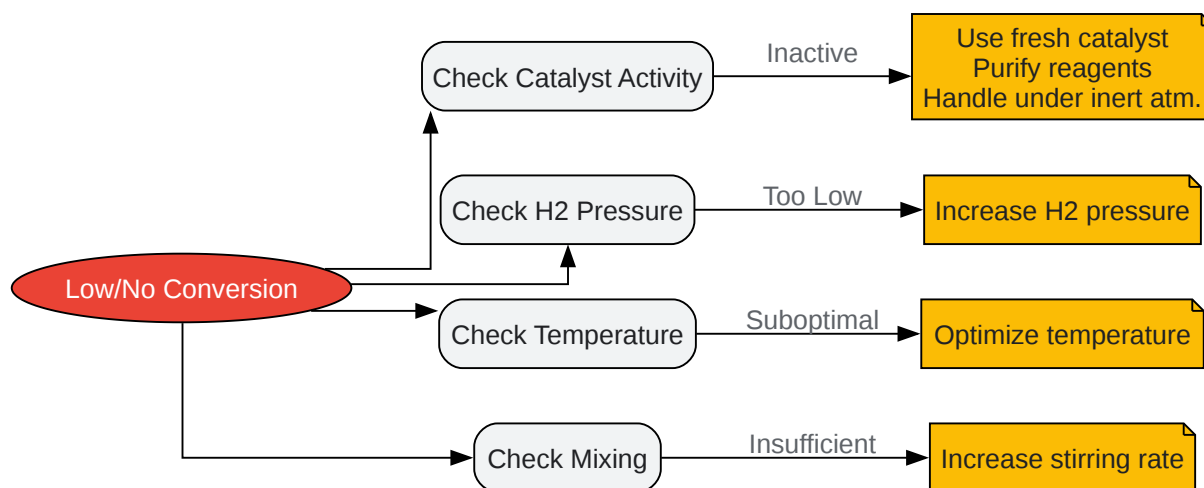 Check Catalyst Activity
Inactive
Use fresh catalyst
Purify reagents
Handle under inert atm.
Check H2 Pressure
Too Low
Increase H2 pressure
Low/No Conversion
Check Temperature
Suboptimal
Optimize temperature
Check Mixing
Insufficient
Increase stirring rate